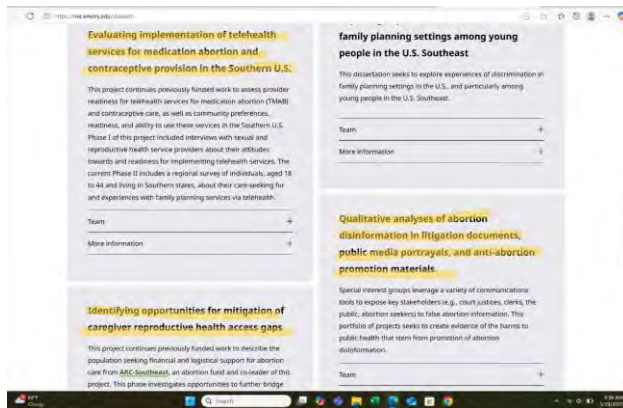 Evaluating implementation of telehealth
services for medication abortion and
contraceptive provision in the Southern U.S.
This project continues previously funded work to assess provider
readiness for telehealth services for medication abortion (TMAB)
and contraceptive care, as well as community preferences,
readiness, and ability to use these services in the Southern U.S.
Phase I of this project included interviews with sexual and
reproductive health service providers about their attitudes
towards and readiness for implementing telehealth services. The
current Phase II includes a regional survey of individuals, aged 18
to 44 and living in Southern states, about their care-seeking for
and experiences with family planning services via telehealth.
Team +
More information +
Identifying opportunities for mitigation of
caregiver reproductive health access gaps
This project continues previously funded work to describe the
population seeking financial and logistical support for abortion
care from ARC-Southeast, an abortion fund and co-leader of this
project. This phase investigates opportunities to further bridge
family planning settings among young
people in the U.S. Southeast
This dissertation seeks to explore experiences of discrimination in
family planning settings in the U.S., and particularly among
young people in the U.S. Southeast.
Team +
More information +
Qualitative analyses of abortion
disinformation in litigation documents,
public media portrayals, and anti-abortion
promotion materials
Special interest groups leverage a variety of communications
tools to expose key stakeholders (e.g., court justices, clerks, the
public, abortion seekers) to false abortion information. This
portfolio of projects seeks to create evidence of the harms to
public health that stem from promotion of abortion
disinformation.
Team +
Search